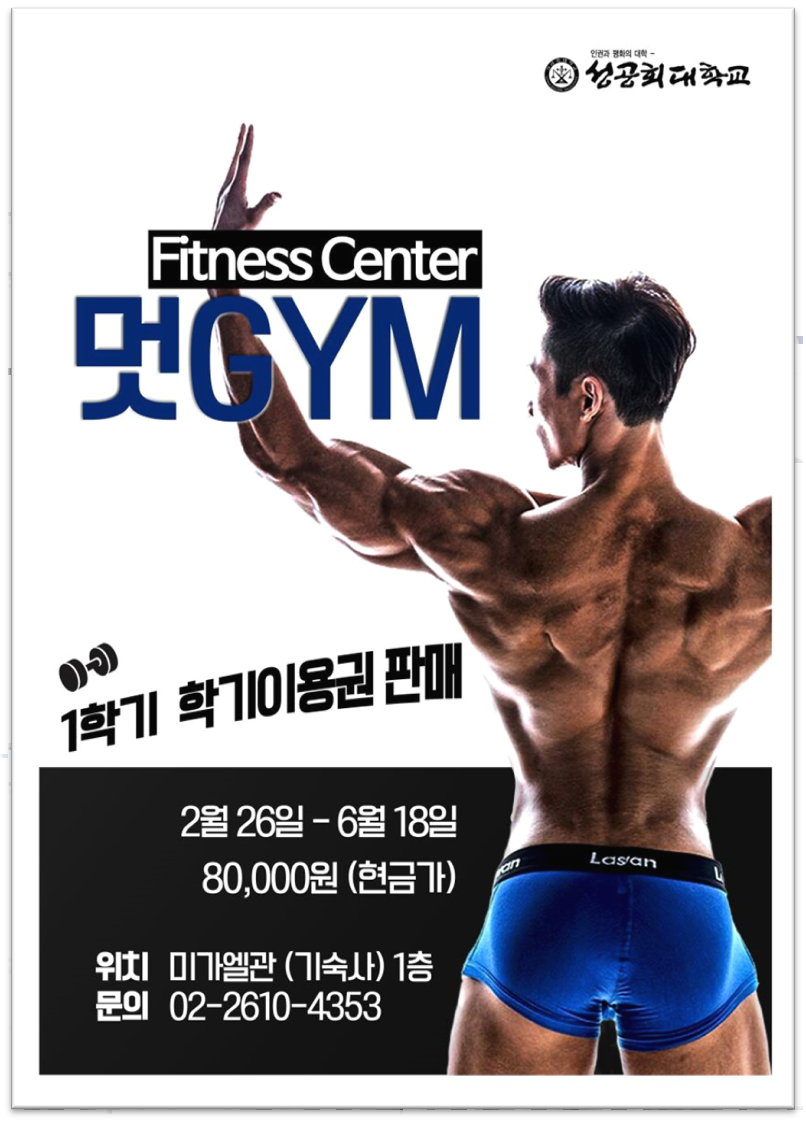 인권과 평화의 대학 ~
성공회대학교
Fitness Center
멋GYM
1학기 학기이용권 판매
2월 26일 - 6월 18일
80,000원 (현금가)
위치 미가엘관 (기숙사) 1층
문의 02-2610-4353
Lasan